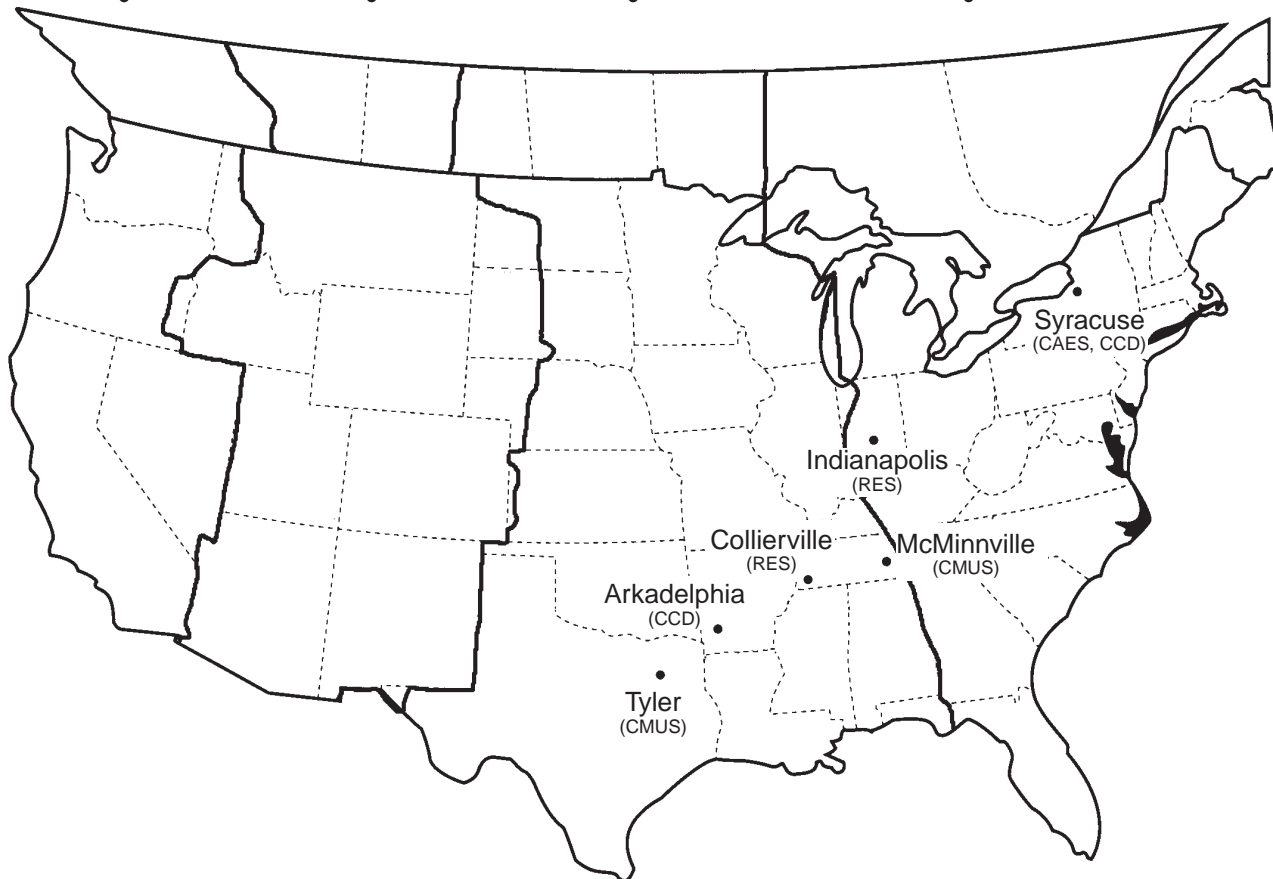 Syracuse
(CAES, CCD)
Indianapolis
(RES)
Collierville
(RES)
McMinnville
(CMUS)
Arkadelphia
(CCD)
Tyler
(CMUS)